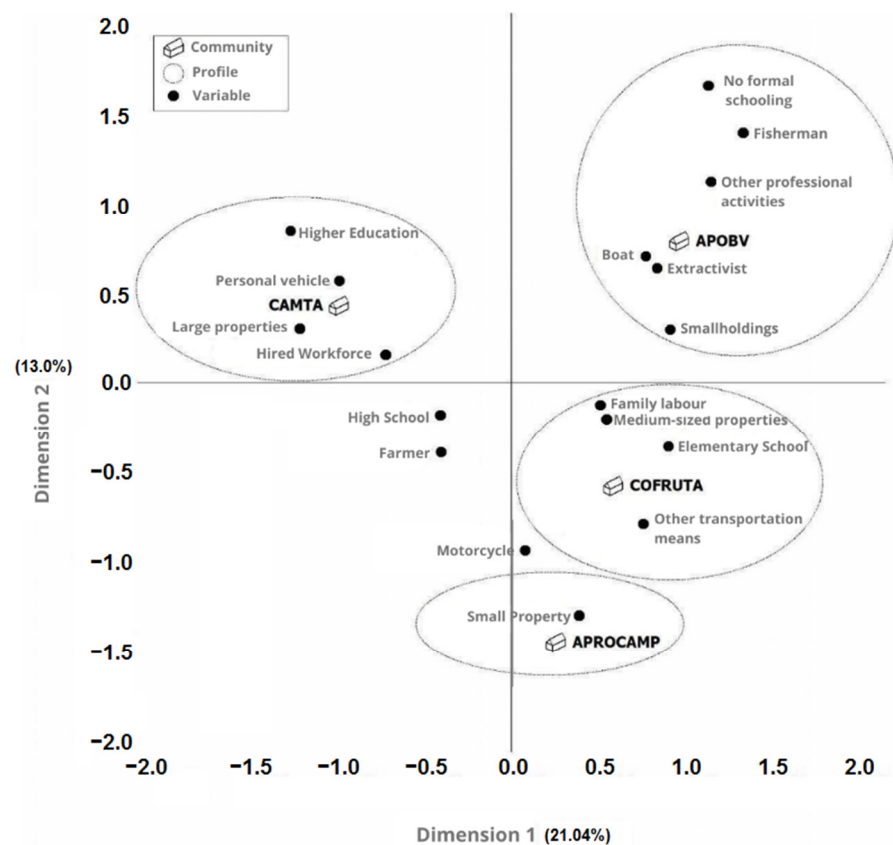 2.0
Community
Profile
Variable
1.5
1.0
0.5
(13.0%)
0.0
Dimension 2
−0.5
−1.0
−1.5
−2.0
No formal
schooling
Fisherman
Other professional
activities
APOBV
Boat
Extractivist
Smallholdings
Higher Education
Personal vehicle
CAMTA
Large properties
Hired Workforce
High School
Farmer
Family labour
Medium-sized properties
Elementary School
COFRUTA
Other transportation
means
Motorcycle
Small Property
APROCAMP
−2.0 −1.5 −1.0 −0.5 0.0 0.5 1.0 1.5 2.0
Dimension 1 (21.04%)